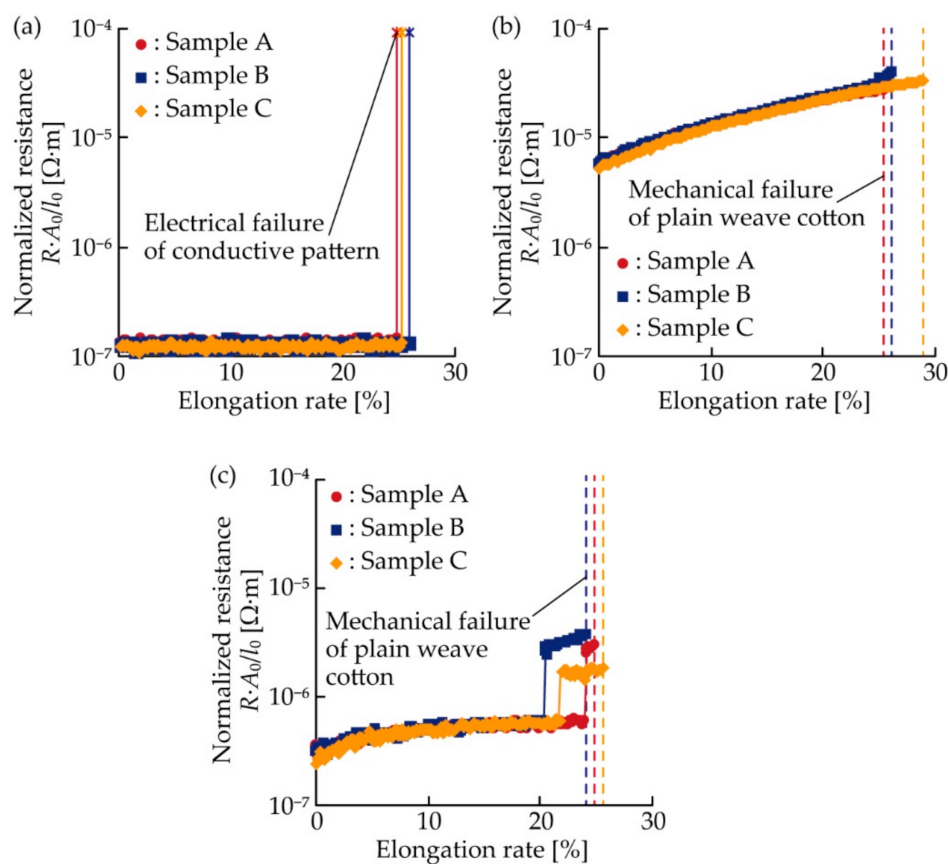 (a)
Normalized resistance
R·A₀/l₀ [Ω·m]
10⁻⁴
10⁻⁵
10⁻⁶
10⁻⁷
: Sample A
: Sample B
: Sample C
Electrical failure
of conductive pattern
0 10 20 30
Elongation rate [%]
(b)
Normalized resistance
R·A₀/l₀ [Ω·m]
10⁻⁴
10⁻⁵
10⁻⁶
10⁻⁷
Mechanical failure
of plain weave cotton
: Sample A
: Sample B
: Sample C
0 10 20 30
Elongation rate [%]
(c)
Normalized resistance
R·A₀/l₀ [Ω·m]
10⁻⁴
10⁻⁵
10⁻⁶
10⁻⁷
: Sample A
: Sample B
: Sample C
Mechanical failure
of plain weave
cotton
0 10 20 30
Elongation rate [%]